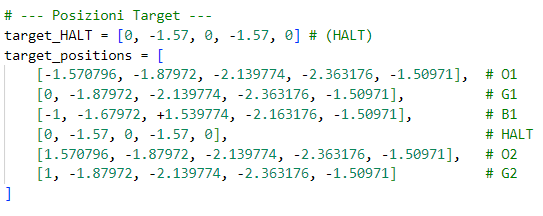 # --- Posizioni Target ---
target_HALT = [0, -1.57, 0, -1.57, 0] # (HALT)
target_positions = [
    [-1.570796, -1.87972, -2.139774, -2.363176, -1.50971],  # O1
    [0, -1.87972, -2.139774, -2.363176, -1.50971],          # G1
    [-1, -1.67972, +1.539774, -2.163176, -1.50971],         # B1
    [0, -1.57, 0, -1.57, 0],                                # HALT
    [1.570796, -1.87972, -2.139774, -2.363176, -1.50971],   # O2
    [1, -1.87972, -2.139774, -2.363176, -1.50971]           # G2
]